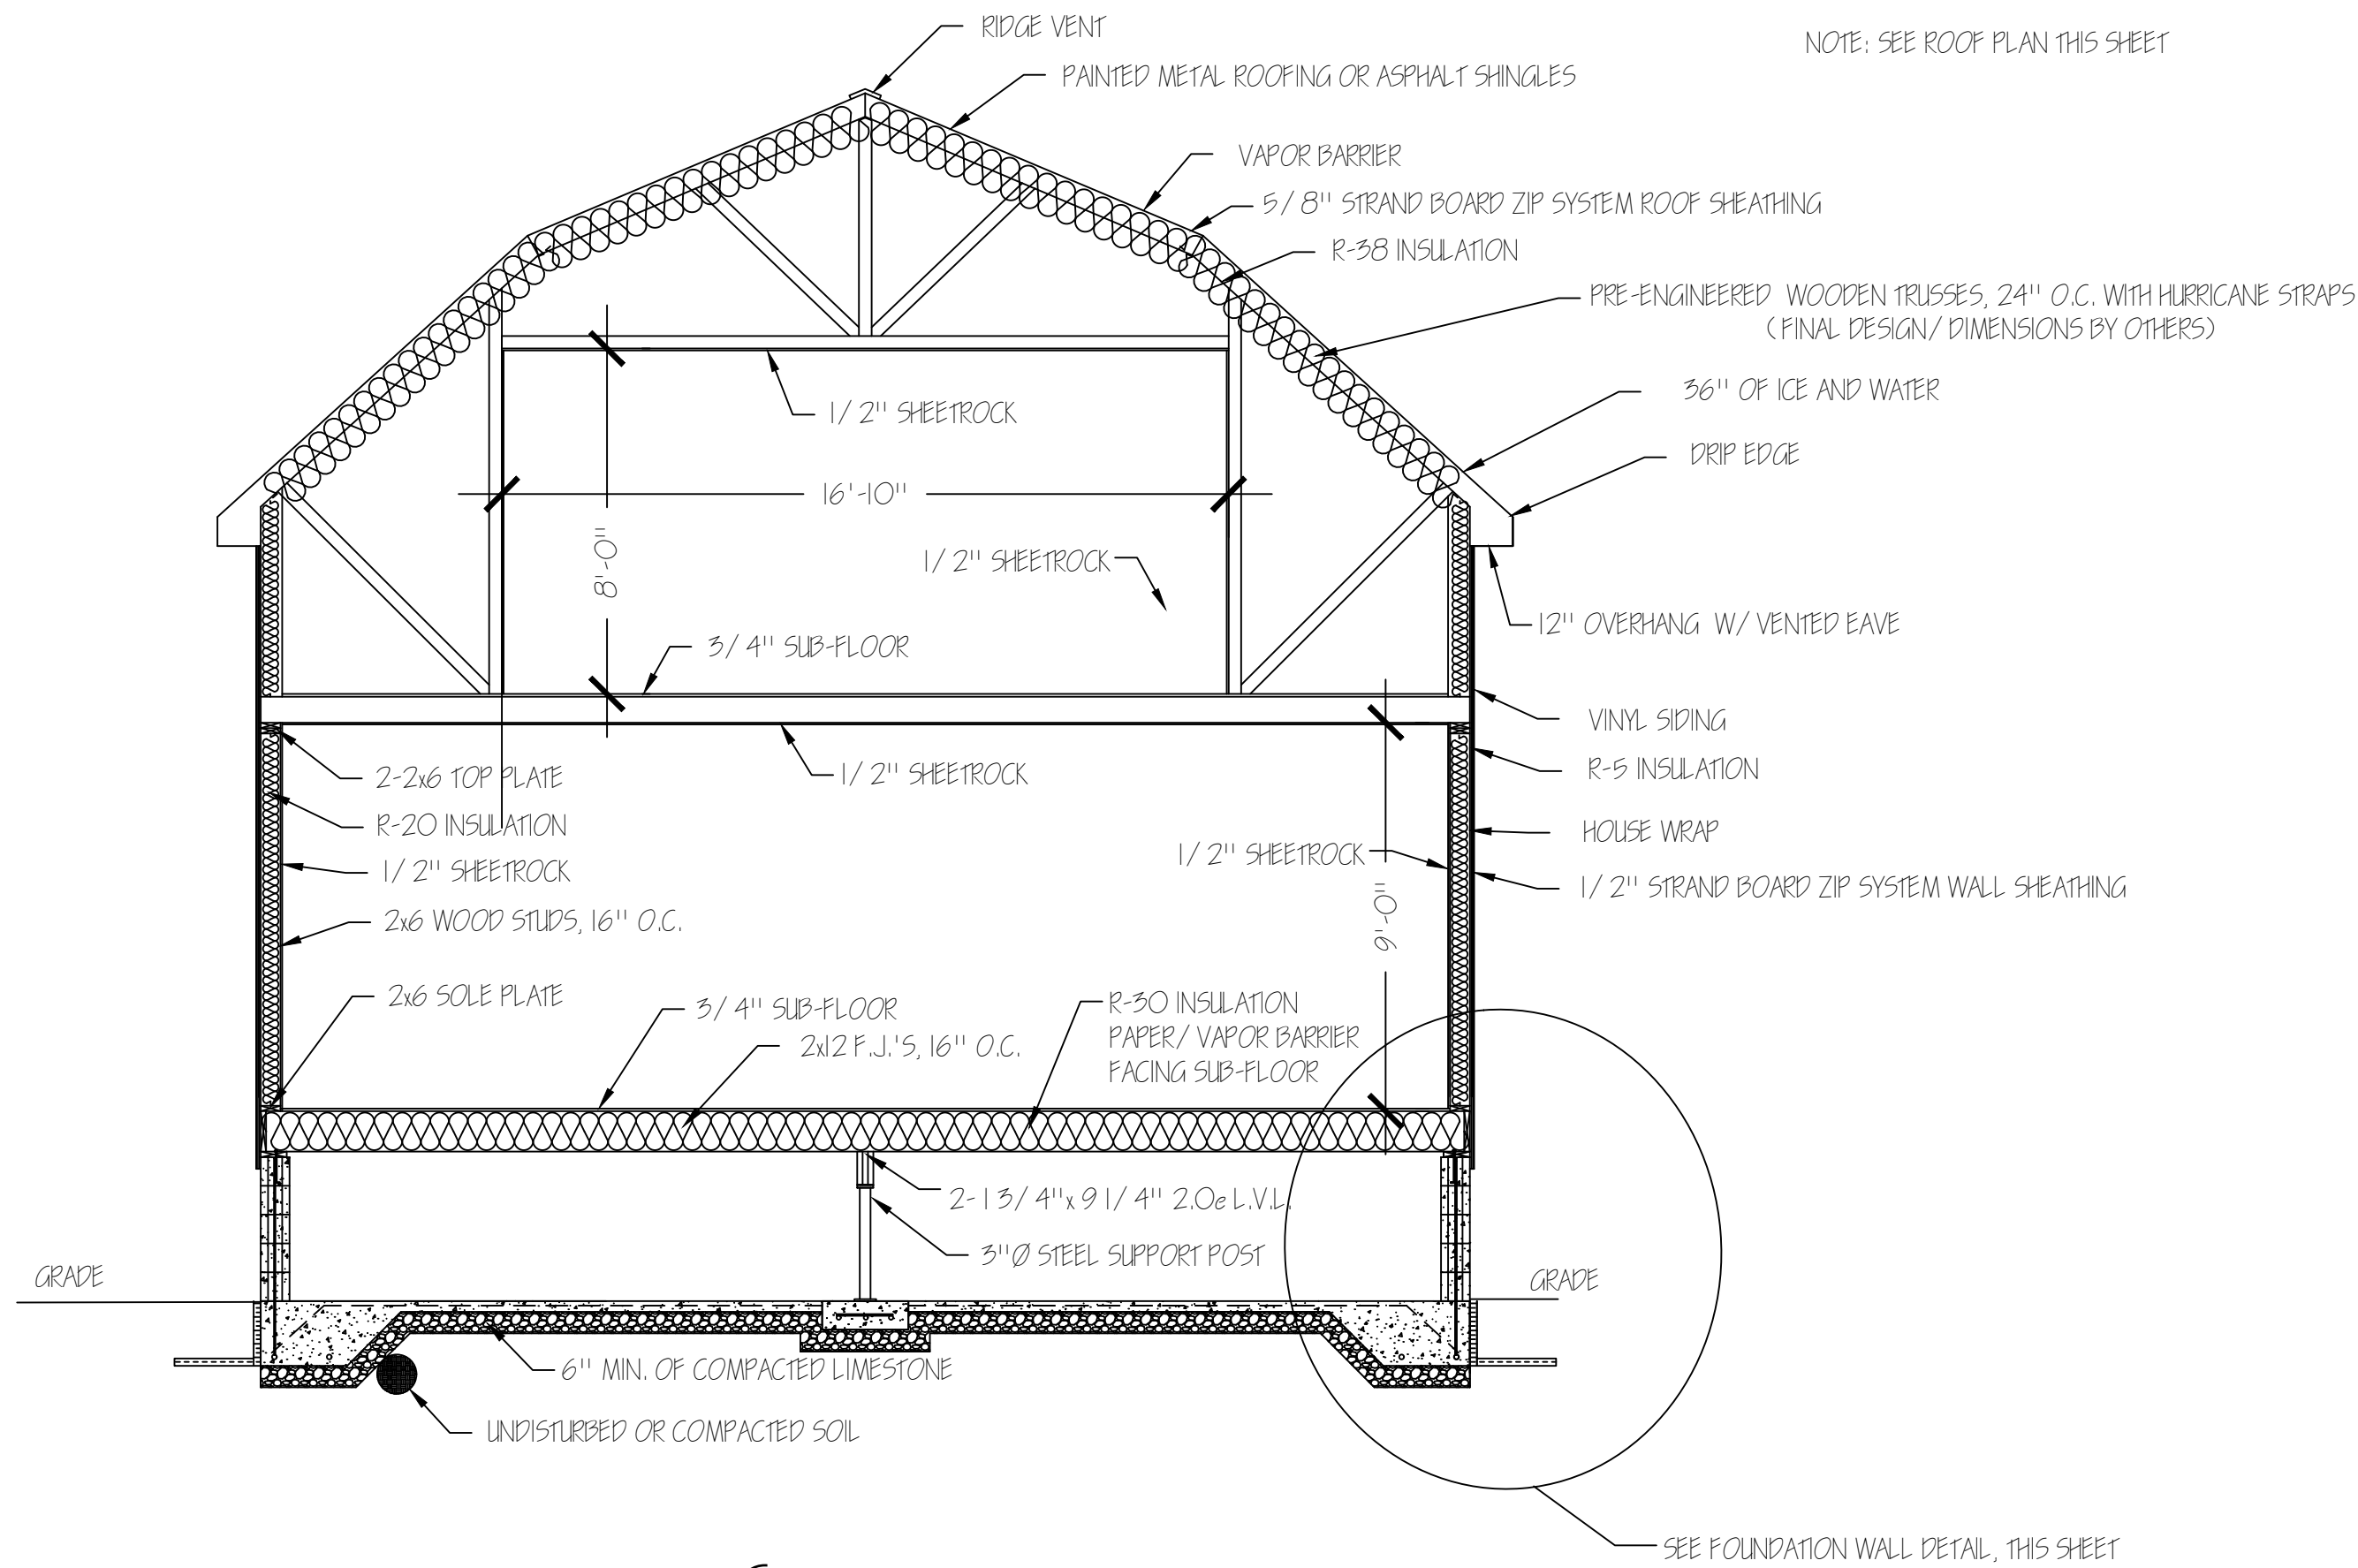 RIDGE VENT
NOTE: SEE ROOF PLAN THIS SHEET
PAINTED METAL ROOFING OR ASPHALT SHINGLES
VAPOR BARRIER
5/8" STRAND BOARD ZIP SYSTEM ROOF SHEATHING
R-38 INSULATION
PRE-ENGINEERED WOODEN TRUSSES, 24" O.C. WITH HURRICANE STRAPS
(FINAL DESIGN/DIMENSIONS BY OTHERS)
36" OF ICE AND WATER
1/2" SHEETROCK
DRIP EDGE
16'-10"
8'-0"
1/2" SHEETROCK
12" OVERHANG W/ VENTED EAVE
3/4" SUB-FLOOR
VINYL SIDING
2-2x6 TOP PLATE
1/2" SHEETROCK
R-5 INSULATION
R-20 INSULATION
HOUSE WRAP
1/2" SHEETROCK
1/2" SHEETROCK
1/2" STRAND BOARD ZIP SYSTEM WALL SHEATHING
2x6 WOOD STUDS, 16" O.C.
9'-0"
2x6 SOLE PLATE
3/4" SUB-FLOOR
2x12 F.J.'S, 16" O.C.
R-30 INSULATION
PAPER/VAPOR BARRIER
FACING SUB-FLOOR
2-1 3/4"x 9 1/4" 2.0e L.V.L.
3"Ø STEEL SUPPORT POST
GRADE
GRADE
6" MIN. OF COMPACTED LIMESTONE
UNDISTURBED OR COMPACTED SOIL
SEE FOUNDATION WALL DETAIL, THIS SHEET